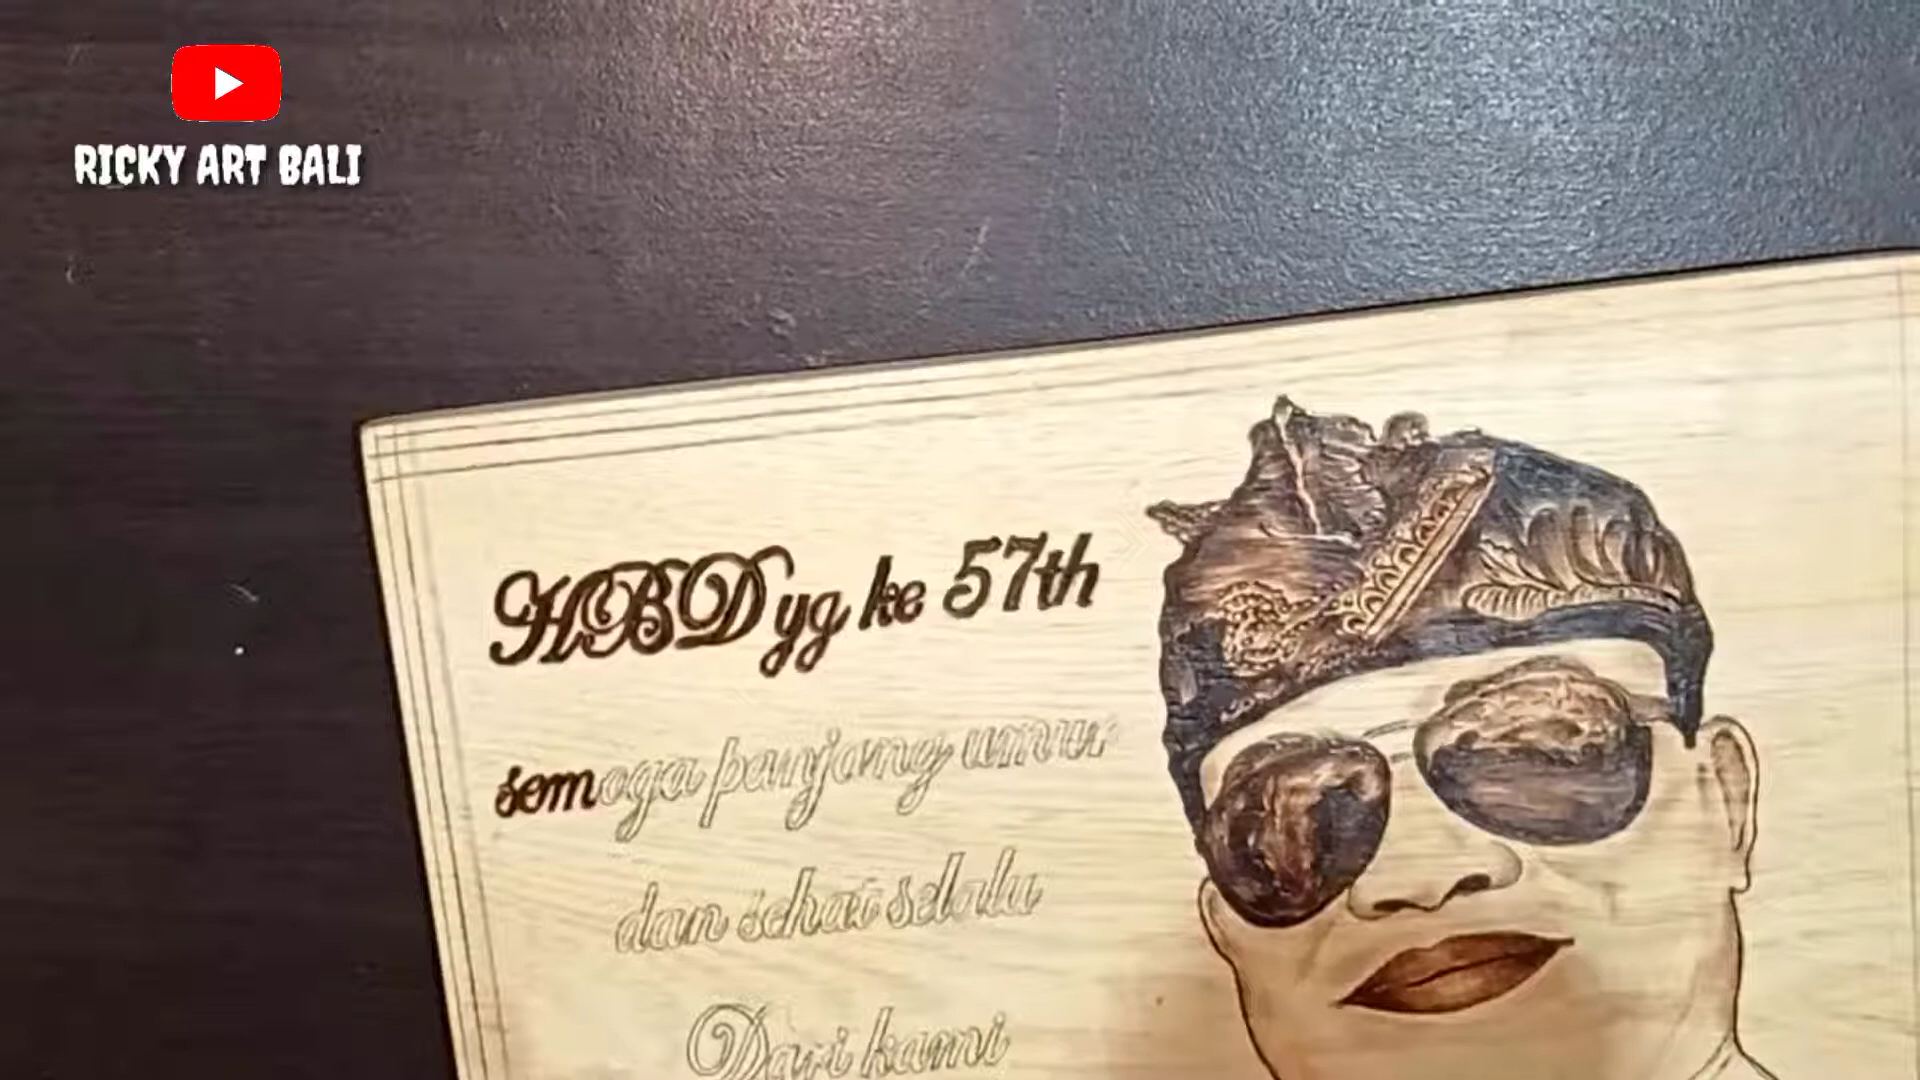 RICKY ART BALI
HBD yg ke 57th
semoga panjang umur
dan sehat selalu
Dari kami